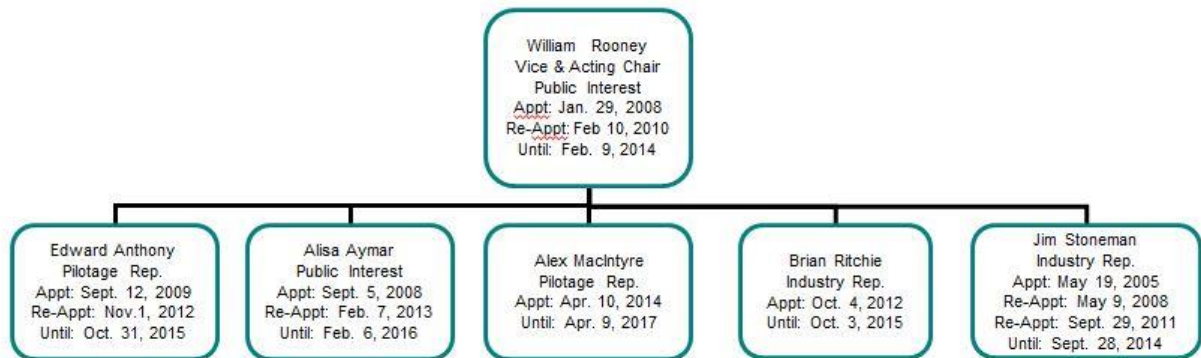 William Rooney
Vice & Acting Chair
Public Interest
Appt: Jan. 29, 2008
Re-Appt: Feb 10, 2010
Until: Feb. 9, 2014
Edward Anthony
Pilotage Rep.
Appt: Sept. 12, 2009
Re-Appt: Nov.1, 2012
Until: Oct. 31, 2015
Alisa Aymar
Public Interest
Appt: Sept. 5, 2008
Re-Appt: Feb. 7, 2013
Until: Feb. 6, 2016
Alex MacIntyre
Pilotage Rep.
Appt: Apr. 10, 2014
Until: Apr. 9, 2017
Brian Ritchie
Industry Rep.
Appt: Oct. 4, 2012
Until: Oct. 3, 2015
Jim Stoneman
Industry Rep.
Appt: May 19, 2005
Re-Appt: May 9, 2008
Re-Appt: Sept. 29, 2011
Until: Sept. 28, 2014